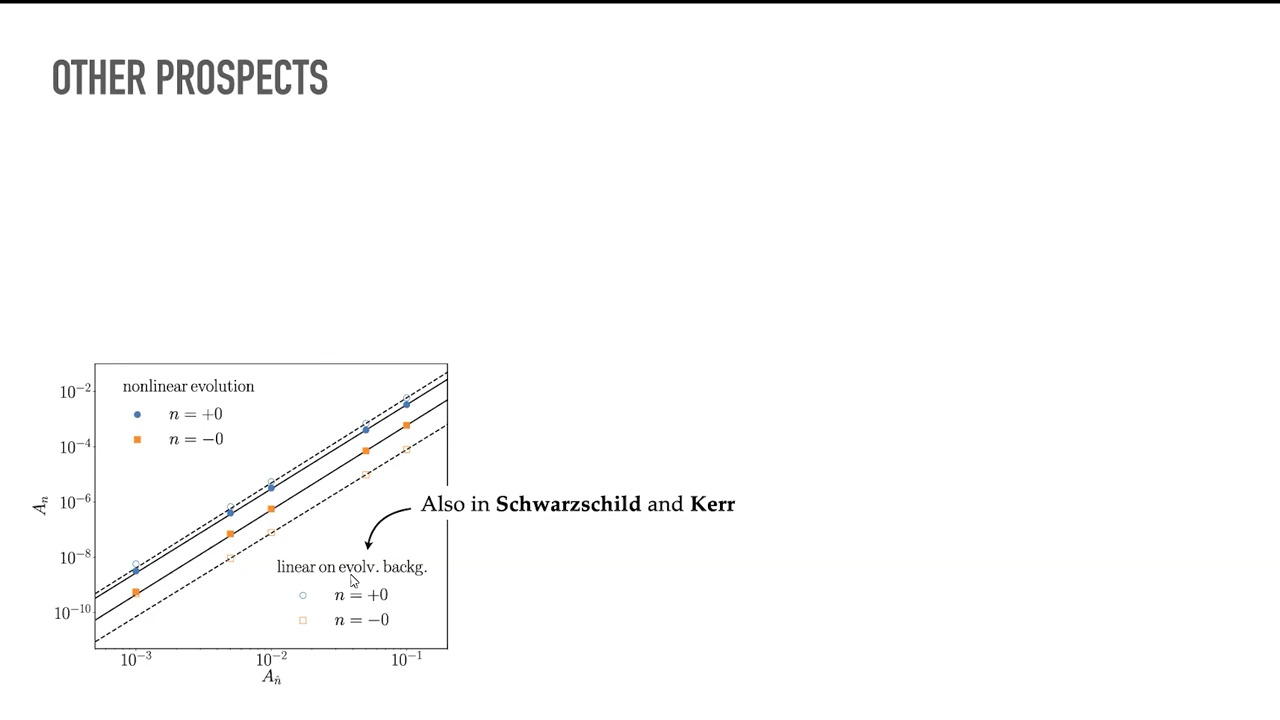 OTHER PROSPECTS
nonlinear evolution
n = +0
n = −0
10⁻²
10⁻⁴
10⁻⁶
10⁻⁸
10⁻¹⁰
Aₙ
Also in Schwarzschild and Kerr
linear on evolv. backg.
n = +0
n = −0
10⁻³ 10⁻² 10⁻¹
A_n̂